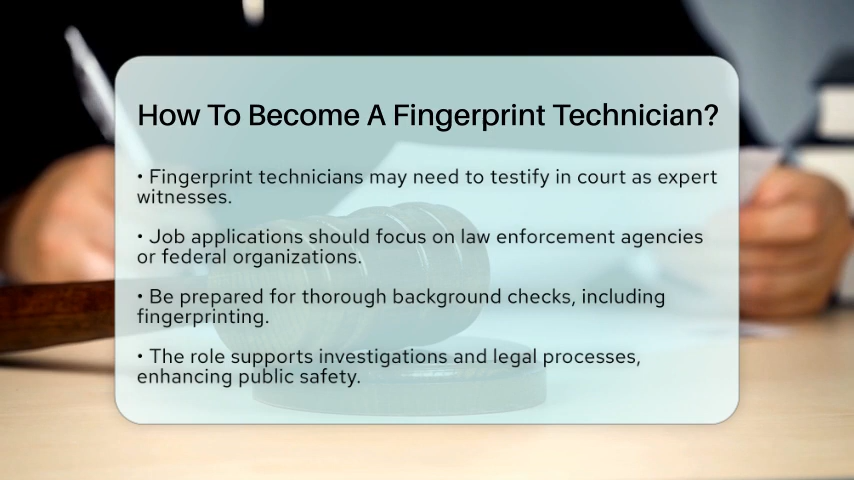 How To Become A Fingerprint Technician?
• Fingerprint technicians may need to testify in court as expert
witnesses.
• Job applications should focus on law enforcement agencies
or federal organizations.
• Be prepared for thorough background checks, including
fingerprinting.
• The role supports investigations and legal processes,
enhancing public safety.